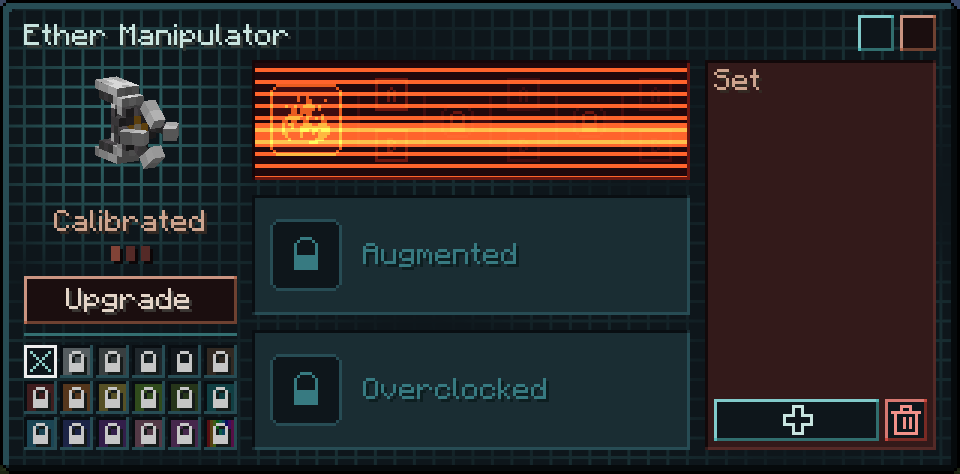 Ether Manipulator
Set
Calibrated
Upgrade
Augmented
Overclocked